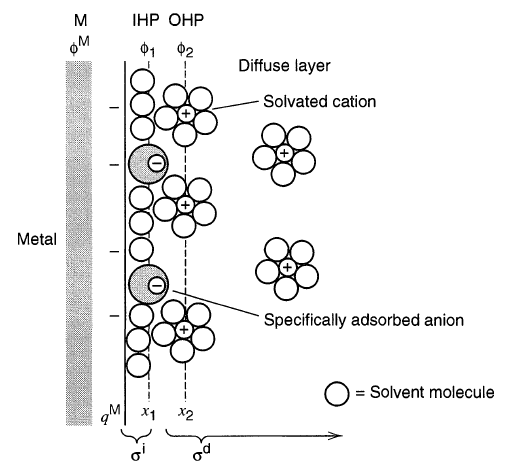 M IHP OHP
ϕᴹ ϕ₁ ϕ₂
Diffuse layer
Solvated cation
Metal
Specifically adsorbed anion
= Solvent molecule
qᴹ x₁ x₂
σⁱ σᵈ